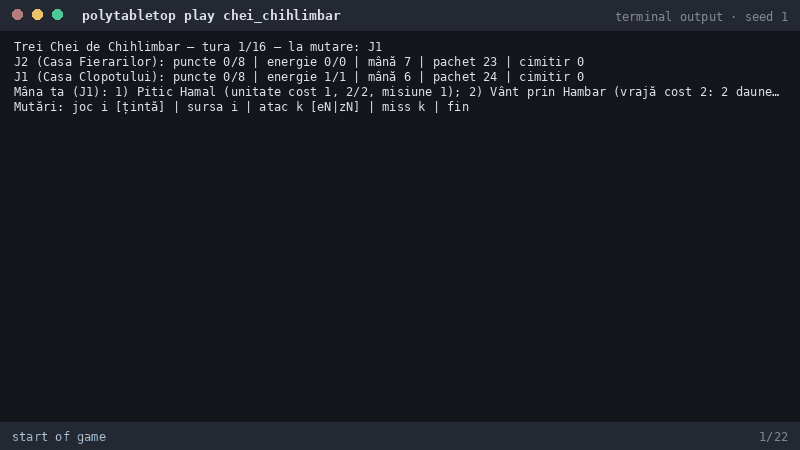 polytabletop play chei_chihlimbar
terminal output · seed 1
Trei Chei de Chihlimbar — tura 1/16 — la mutare: J1
J2 (Casa Fierarilor): puncte 0/8 | energie 0/0 | mână 7 | pachet 23 | cimitir 0
J1 (Casa Clopotului): puncte 0/8 | energie 1/1 | mână 6 | pachet 24 | cimitir 0
Mâna ta (J1): 1) Pitic Hamal (unitate cost 1, 2/2, misiune 1); 2) Vânt prin Hambar (vrajă cost 2: 2 daune…
Mutări: joc i [țintă] | sursa i | atac k [eN|zN] | miss k | fin
start of game
1/22